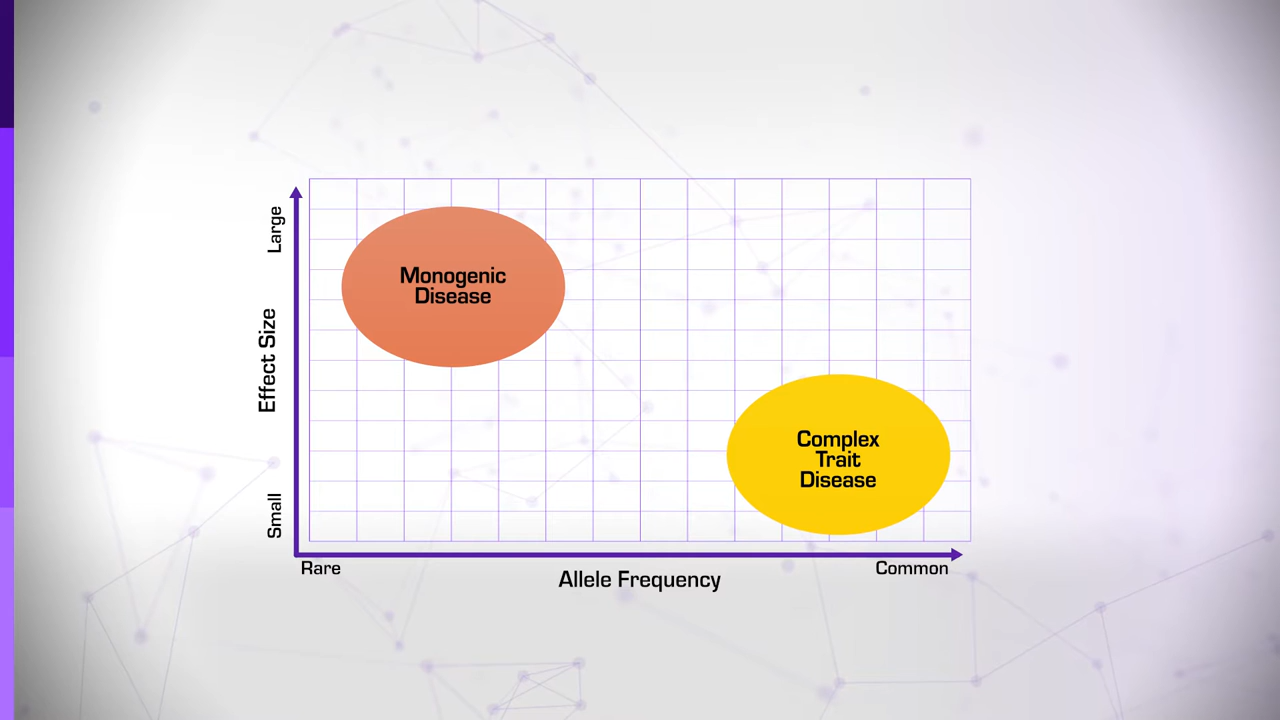 Large
Monogenic
Disease
Effect Size
Complex
Trait
Disease
Small
Rare
Common
Allele Frequency